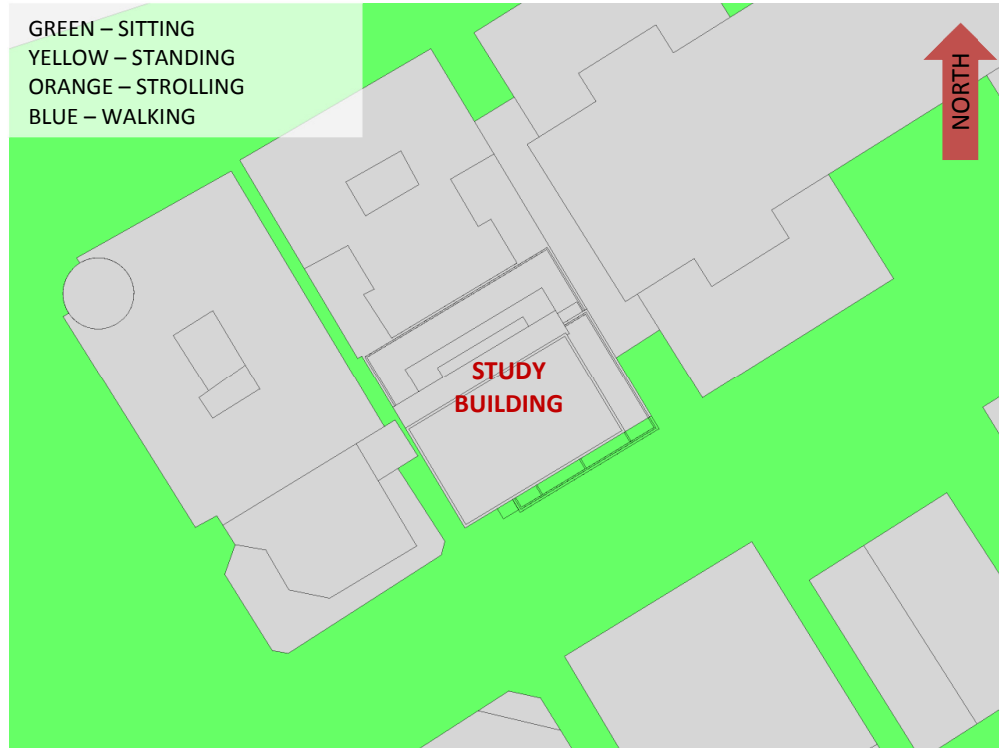 GREEN – SITTING
YELLOW – STANDING
ORANGE – STROLLING
BLUE – WALKING
NORTH
STUDY
BUILDING